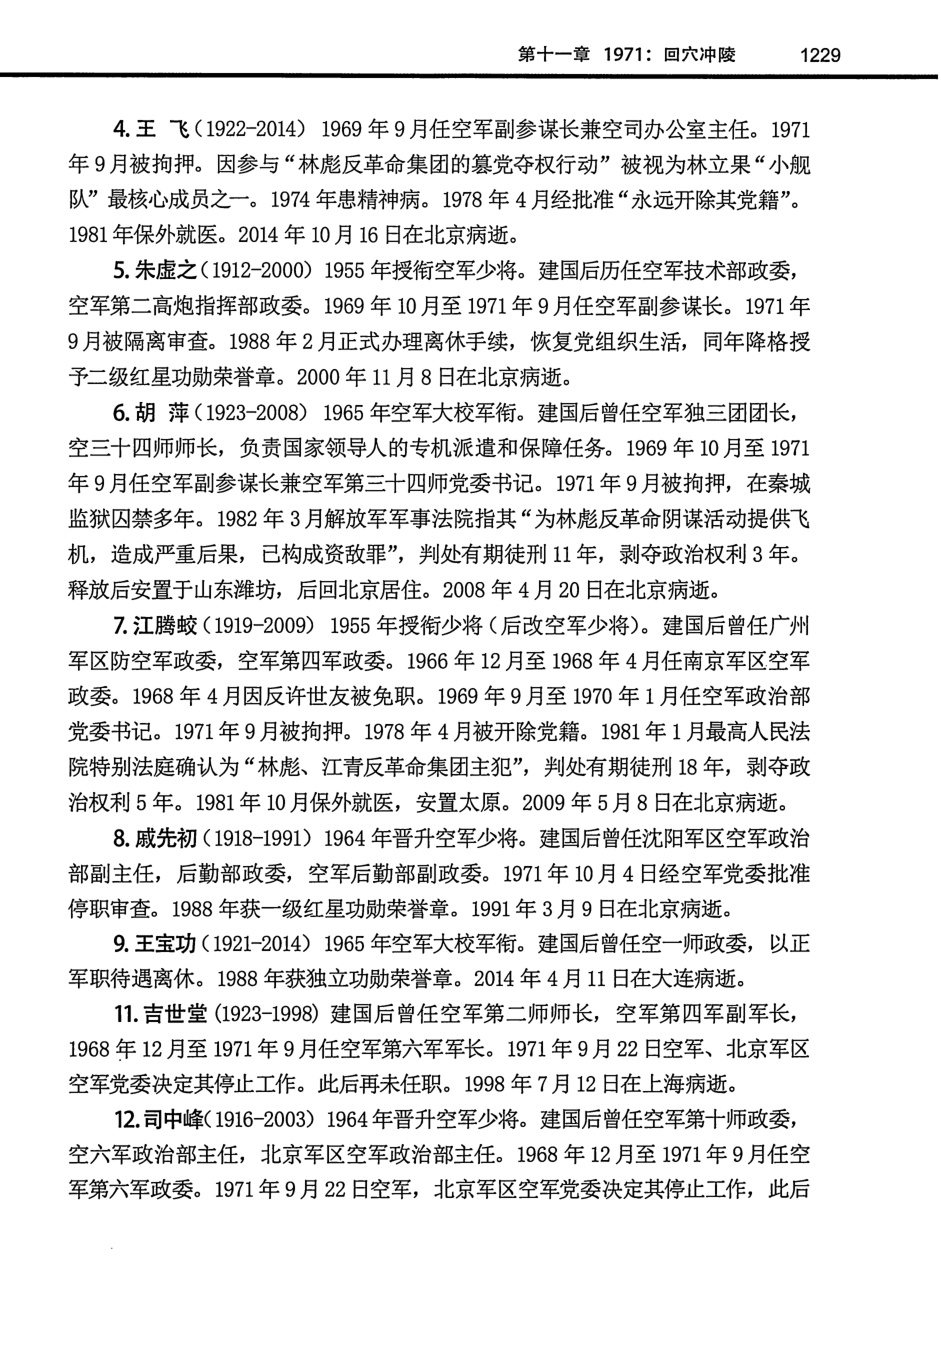 第十一章 1971：回穴冲陵 1229
4. 王 飞（1922-2014） 1969 年 9 月任空军副参谋长兼空司办公室主任。1971
年 9 月被拘押。因参与“林彪反革命集团的篡党夺权行动” 被视为林立果“小舰
队” 最核心成员之一。1974 年患精神病。1978 年 4 月经批准“永远开除其党籍”。
1981 年保外就医。2014 年 10 月 16 日在北京病逝。
5. 朱虚之（1912-2000）1955 年授衔空军少将。建国后历任空军技术部政委，
空军第二高炮指挥部政委。1969 年 10 月至 1971 年 9 月任空军副参谋长。1971 年
9 月被隔离审查。1988 年 2 月正式办理离休手续，恢复党组织生活，同年降格授
予二级红星功勋荣誉章。2000 年 11 月 8 日在北京病逝。
6. 胡 萍（1923-2008） 1965 年空军大校军衔。建国后曾任空军独三团团长，
空三十四师师长，负责国家领导人的专机派遣和保障任务。1969 年 10 月至 1971
年 9 月任空军副参谋长兼空军第三十四师党委书记。1971 年 9 月被拘押，在秦城
监狱囚禁多年。1982 年 3 月解放军军事法院指其“为林彪反革命阴谋活动提供飞
机，造成严重后果，已构成资敌罪”，判处有期徒刑 11 年，剥夺政治权利 3 年。
释放后安置于山东潍坊，后回北京居住。2008 年 4 月 20 日在北京病逝。
7. 江腾蛟（1919-2009） 1955 年授衔少将（后改空军少将）。建国后曾任广州
军区防空军政委，空军第四军政委。1966 年 12 月至 1968 年 4 月任南京军区空军
政委。1968 年 4 月因反许世友被免职。1969 年 9 月至 1970 年 1 月任空军政治部
党委书记。1971 年 9 月被拘押。1978 年 4 月被开除党籍。1981 年 1 月最高人民法
院特别法庭确认为“林彪、江青反革命集团主犯”，判处有期徒刑 18 年，剥夺政
治权利 5 年。1981 年 10 月保外就医，安置太原。2009 年 5 月 8 日在北京病逝。
8. 戚先初（1918-1991）1964 年晋升空军少将。建国后曾任沈阳军区空军政治
部副主任，后勤部政委，空军后勤部副政委。1971 年 10 月 4 日经空军党委批准
停职审查。1988 年获一级红星功勋荣誉章。1991 年 3 月 9 日在北京病逝。
9. 王宝功（1921-2014） 1965 年空军大校军衔。建国后曾任空一师政委，以正
军职待遇离休。1988 年获独立功勋荣誉章。2014 年 4 月 11 日在大连病逝。
11. 吉世堂 (1923-1998) 建国后曾任空军第二师师长，空军第四军副军长，
1968 年 12 月至 1971 年 9 月任空军第六军军长。1971 年 9 月 22 日空军、北京军区
空军党委决定其停止工作。此后再未任职。1998 年 7 月 12 日在上海病逝。
12. 司中峰（1916-2003）1964 年晋升空军少将。建国后曾任空军第十师政委，
空六军政治部主任，北京军区空军政治部主任。1968 年 12 月至 1971 年 9 月任空
军第六军政委。1971 年 9 月 22 日空军，北京军区空军党委决定其停止工作，此后